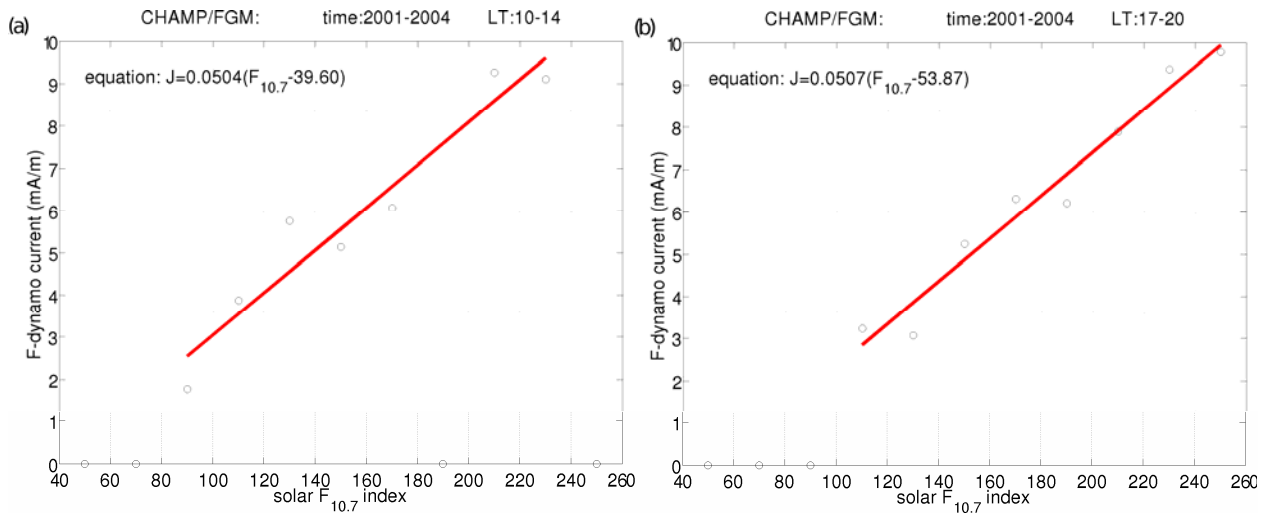 (a) CHAMP/FGM: time:2001-2004 LT:10-14
equation: J=0.0504(F10.7-39.60)
F-dynamo current (mA/m)
10
9
8
7
6
5
4
3
2
1
0
40 60 80 100 120 140 160 180 200 220 240 260
solar F10.7 index
(b) CHAMP/FGM: time:2001-2004 LT:17-20
equation: J=0.0507(F10.7-53.87)
F-dynamo current (mA/m)
10
9
8
7
6
5
4
3
2
1
0
40 60 80 100 120 140 160 180 200 220 240 260
solar F10.7 index